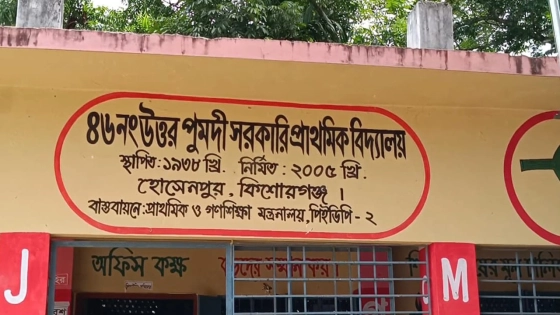 ৪৬নং উত্তর পুমদী সরকারি প্রাথমিক বিদ্যালয়
স্থাপিত : ১৯৩৮ খ্রি. নির্মিত : ২০০৫ খ্রি.
হোসেনপুর, কিশোরগঞ্জ।
বাস্তবায়নে : প্রাথমিক ও গণশিক্ষা মন্ত্রনালয়, পিইডিপি - ২
অফিস কক্ষ
J M